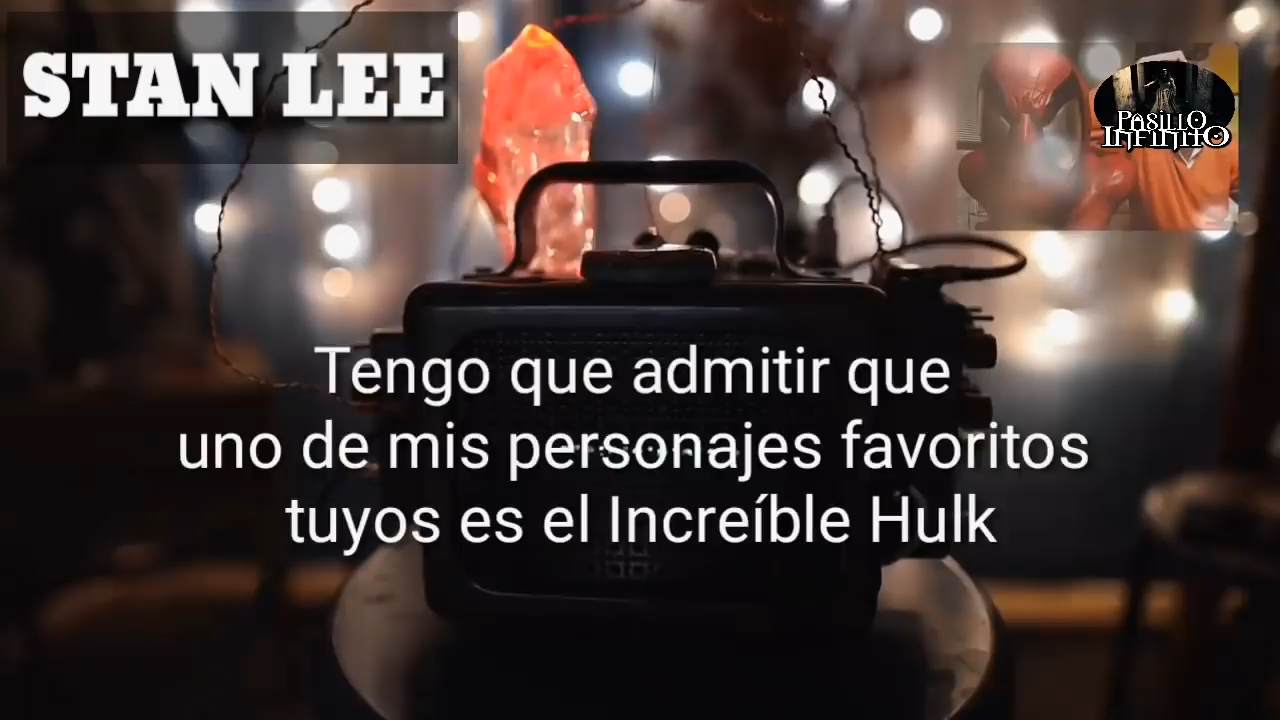 STAN LEE
PASILLO
INFINITO
Tengo que admitir que
uno de mis personajes favoritos
tuyos es el Increíble Hulk